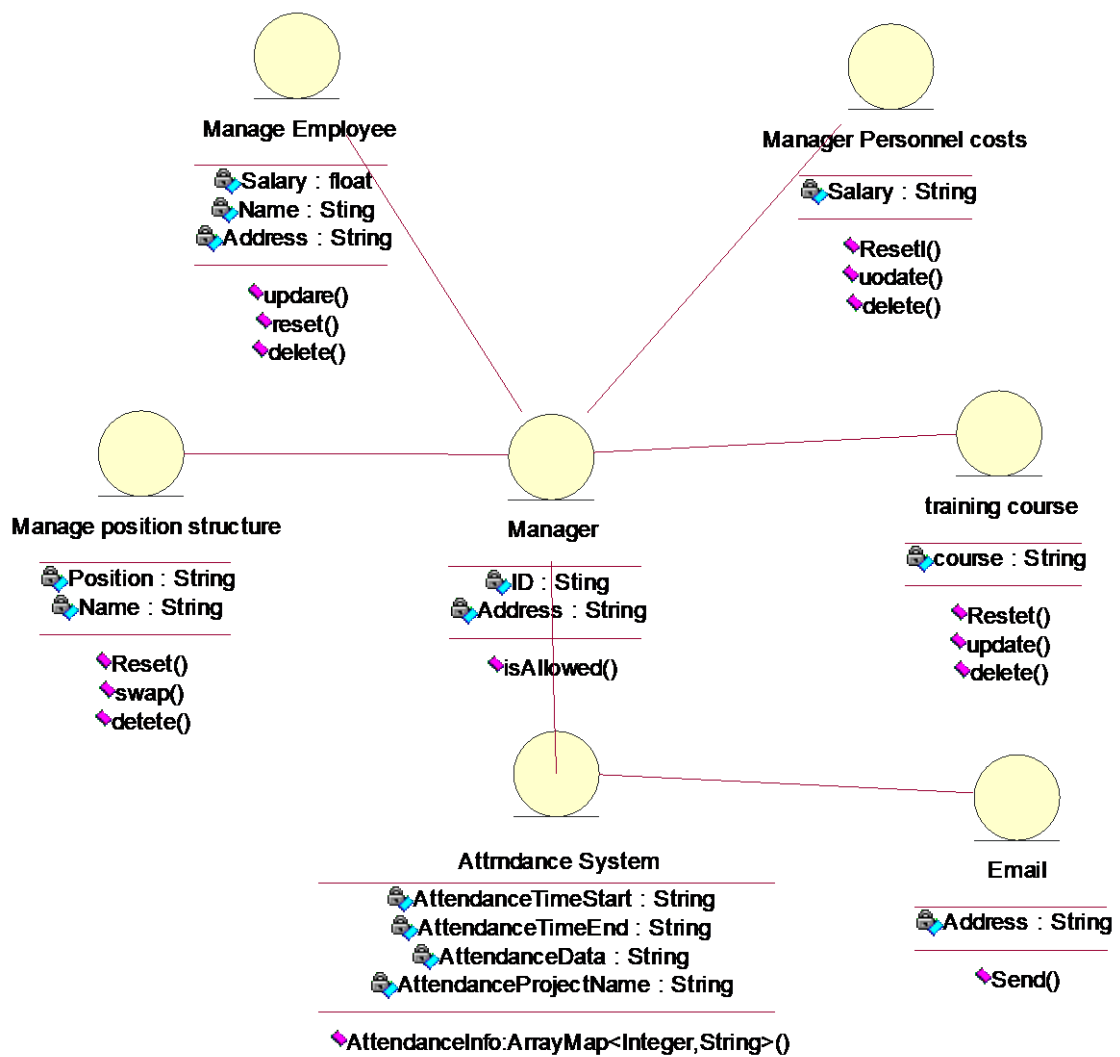 Manage Employee
Salary : float
Name : Sting
Address : String
updare()
reset()
delete()
Manager Personnel costs
Salary : String
Resetl()
uodate()
delete()
Manage position structure
Position : String
Name : String
Reset()
swap()
detete()
Manager
ID : Sting
Address : String
isAllowed()
training course
course : String
Restet()
update()
delete()
Attrndance System
AttendanceTimeStart : String
AttendanceTimeEnd : String
AttendanceData : String
AttendanceProjectName : String
AttendanceInfo:ArrayMap<Integer,String>()
Email
Address : String
Send()